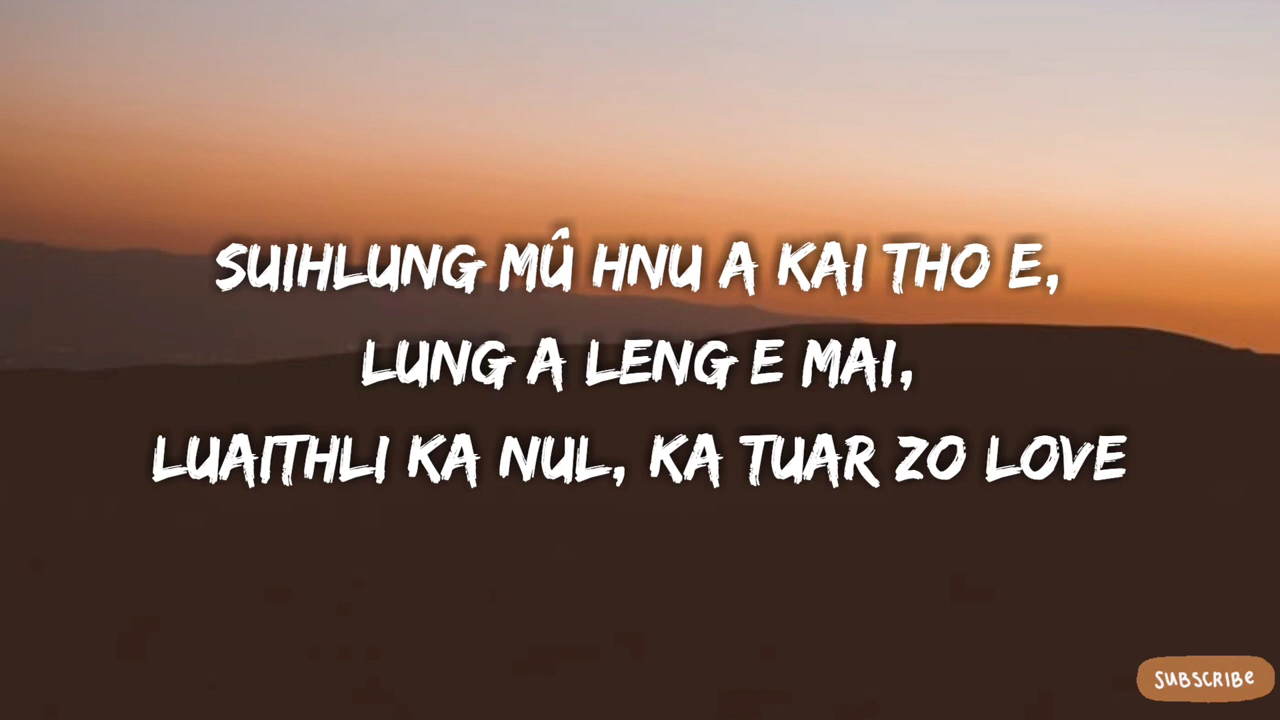 SUIHLUNG MÛ HNU A KAI THO E,
LUNG A LENG E MAI,
LUAITHLI KA NUL, KA TUAR ZO LOVE
SUBSCRIBe